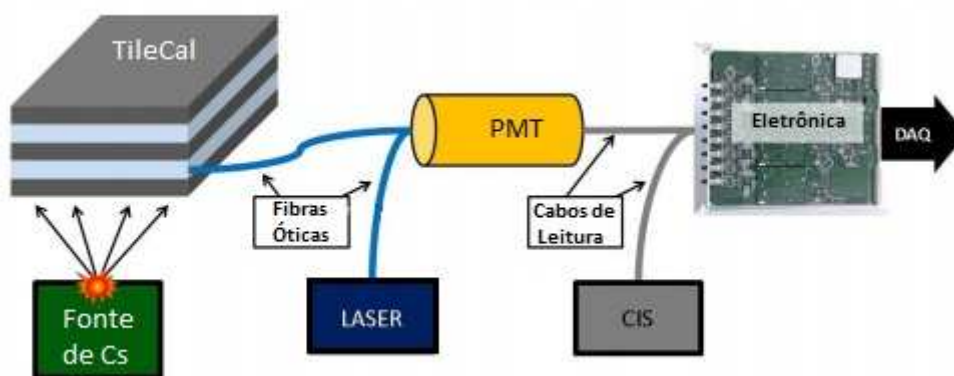 TileCal
PMT
Eletrônica
DAQ
Fibras
Óticas
Cabos de
Leitura
Fonte
de Cs
LASER
CIS